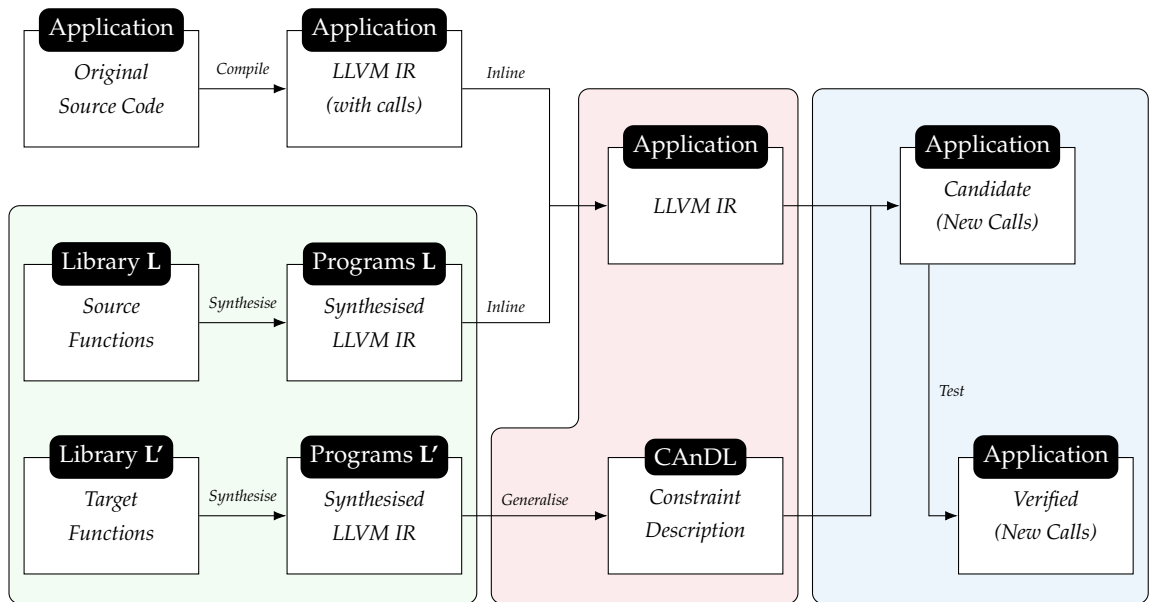 Application
Original
Source Code
Compile
Application
LLVM IR
(with calls)
Inline
Library L
Source
Functions
Synthesise
Programs L
Synthesised
LLVM IR
Inline
Library L'
Target
Functions
Synthesise
Programs L'
Synthesised
LLVM IR
Generalise
Application
LLVM IR
CAnDL
Constraint
Description
Application
Candidate
(New Calls)
Test
Application
Verified
(New Calls)